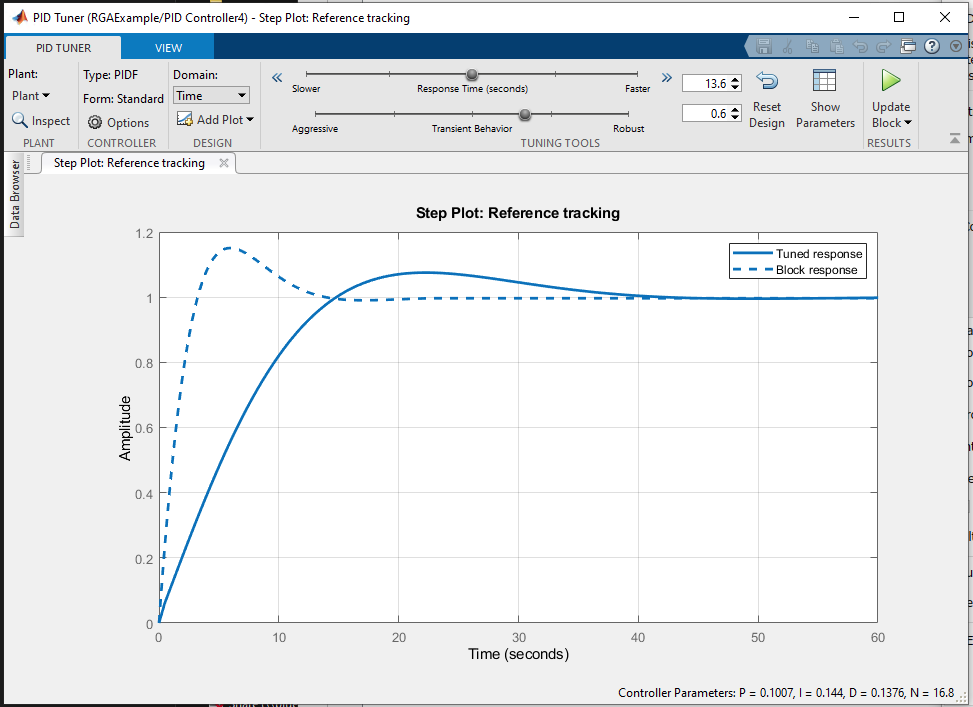 PID Tuner (RGAExample/PID Controller4) - Step Plot: Reference tracking
PID TUNER VIEW
Plant:
Plant
Inspect
PLANT
Type: PIDF
Form: Standard
Options
CONTROLLER
Domain:
Time
Add Plot
DESIGN
Slower Response Time (seconds) Faster
13.6
Aggressive Transient Behavior Robust
0.6
TUNING TOOLS
Reset
Design
Show
Parameters
Update
Block
RESULTS
Data Browser
Step Plot: Reference tracking
Step Plot: Reference tracking
Tuned response
Block response
Amplitude
1.2
1
0.8
0.6
0.4
0.2
0
0 10 20 30 40 50 60
Time (seconds)
Controller Parameters: P = 0.1007, I = 0.144, D = 0.1376, N = 16.8